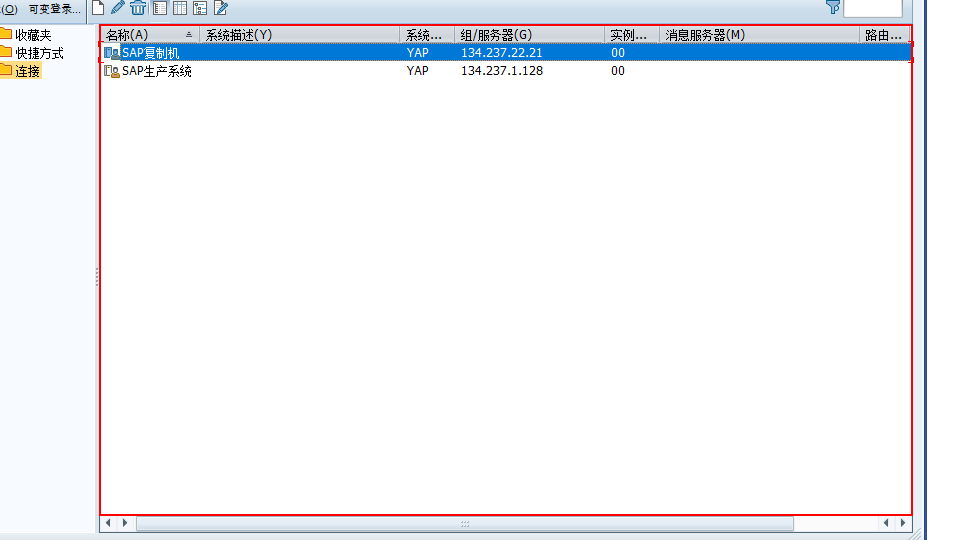 (O) 可变登录...
收藏夹
快捷方式
连接
名称(A) 系统描述(Y) 系统... 组/服务器(G) 实例... 消息服务器(M) 路由...
SAP复制机 YAP 134.237.22.21 00
SAP生产系统 YAP 134.237.1.128 00